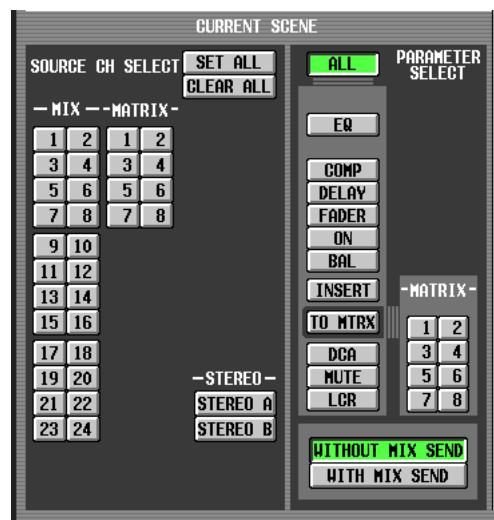 CURRENT SCENE
SOURCE CH SELECT
SET ALL
CLEAR ALL
MIX
MATRIX
1 2 1 2
3 4 3 4
5 6 5 6
7 8 7 8
9 10
11 12
13 14
15 16
17 18
19 20
21 22
23 24
STEREO
STEREO A
STEREO B
ALL
PARAMETER
SELECT
EQ
COMP
DELAY
FADER
ON
BAL
INSERT
TO MTRX
DCA
MUTE
LCR
MATRIX
1 2
3 4
5 6
7 8
WITHOUT MIX SEND
WITH MIX SEND